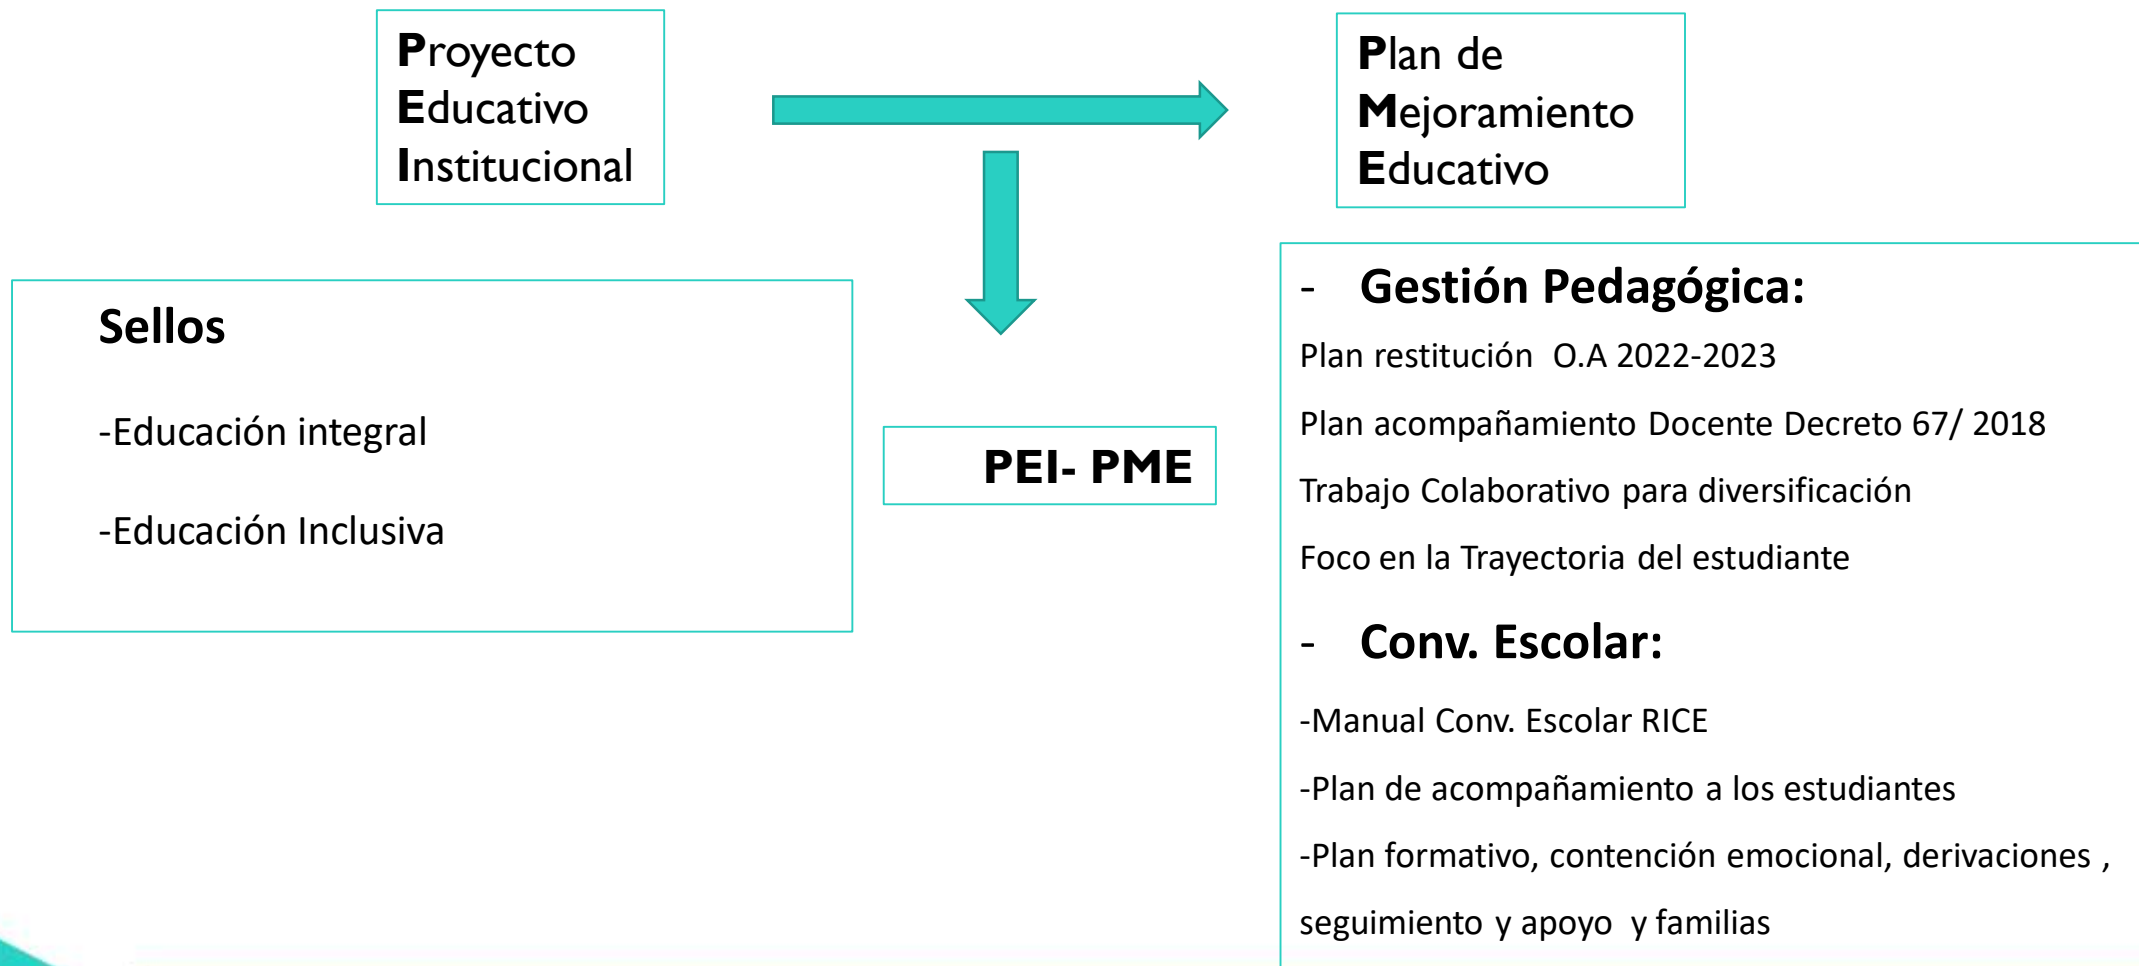 Proyecto
Educativo
Institucional
Plan de
Mejoramiento
Educativo
Sellos
-Educación integral
-Educación Inclusiva
PEI- PME
- Gestión Pedagógica:
Plan restitución O.A 2022-2023
Plan acompañamiento Docente Decreto 67/ 2018
Trabajo Colaborativo para diversificación
Foco en la Trayectoria del estudiante
- Conv. Escolar:
-Manual Conv. Escolar RICE
-Plan de acompañamiento a los estudiantes
-Plan formativo, contención emocional, derivaciones ,
seguimiento y apoyo y familias